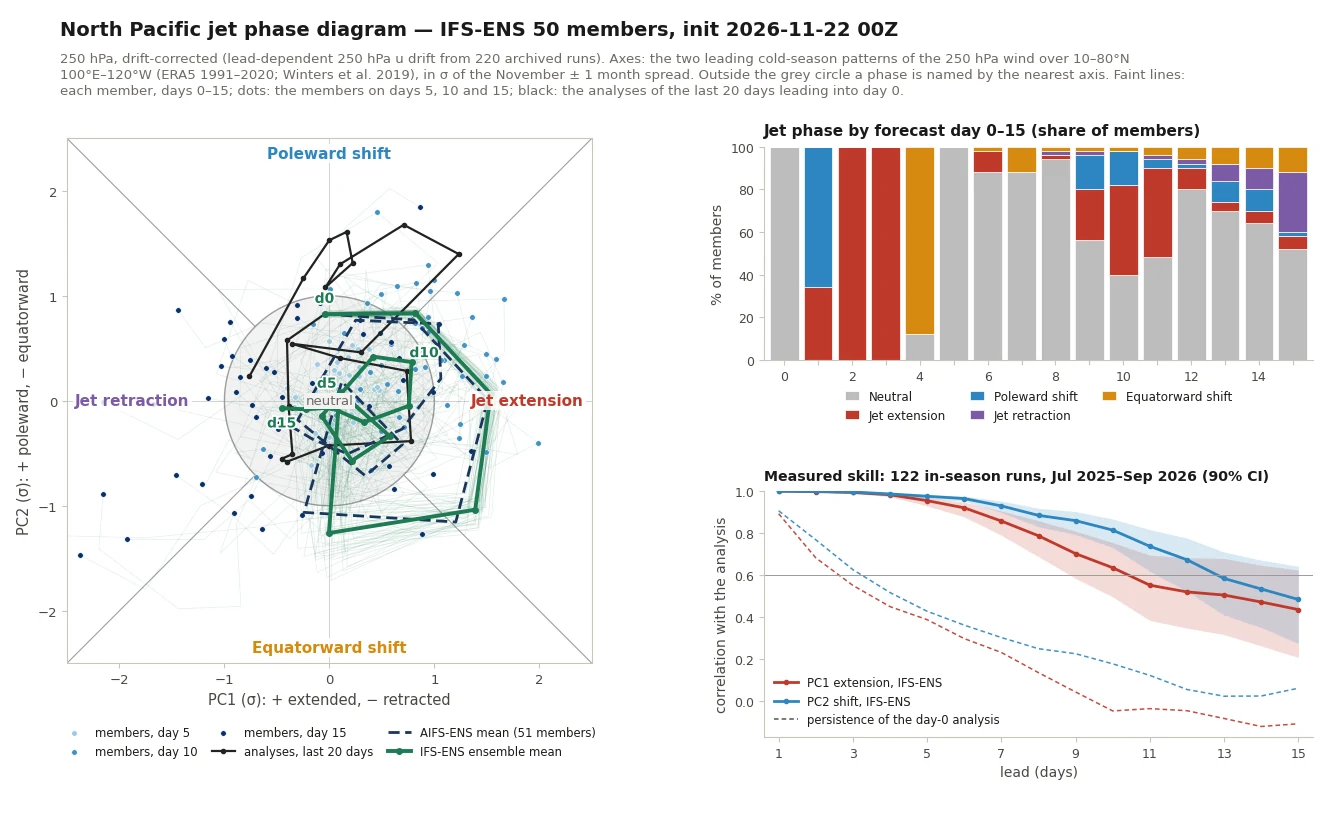 North Pacific jet phase diagram — IFS-ENS 50 members, init 2026-11-22 00Z
250 hPa, drift-corrected (lead-dependent 250 hPa u drift from 220 archived runs). Axes: the two leading cold-season patterns of the 250 hPa wind over 10–80°N
100°E–120°W (ERA5 1991–2020; Winters et al. 2019), in σ of the November ± 1 month spread. Outside the grey circle a phase is named by the nearest axis. Faint lines:
each member, days 0–15; dots: the members on days 5, 10 and 15; black: the analyses of the last 20 days leading into day 0.
Poleward shift
Jet retraction
Jet extension
Equatorward shift
neutral
d0
d5
d10
d15
2
1
0
−1
−2
PC2 (σ): + poleward, − equatorward
−2 −1 0 1 2
PC1 (σ): + extended, − retracted
members, day 5
members, day 10
members, day 15
analyses, last 20 days
AIFS-ENS mean (51 members)
IFS-ENS ensemble mean
Jet phase by forecast day 0–15 (share of members)
100
80
60
40
20
0
% of members
0 2 4 6 8 10 12 14
Neutral
Jet extension
Poleward shift
Jet retraction
Equatorward shift
Measured skill: 122 in-season runs, Jul 2025–Sep 2026 (90% CI)
1.0
0.8
0.6
0.4
0.2
0.0
correlation with the analysis
PC1 extension, IFS-ENS
PC2 shift, IFS-ENS
persistence of the day-0 analysis
1 3 5 7 9 11 13 15
lead (days)